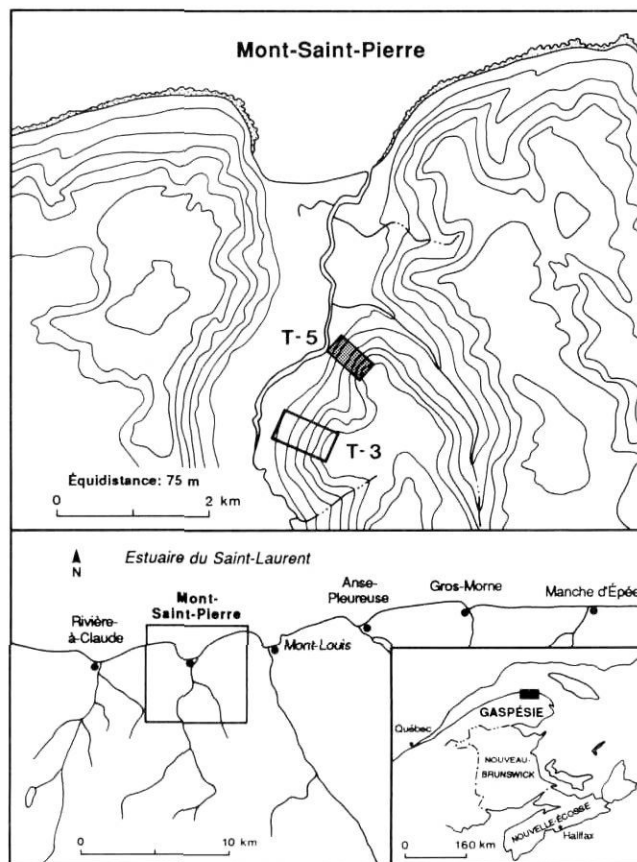 Mont-Saint-Pierre
T-5
T-3
Équidistance: 75 m
0 2 km
N
Estuaire du Saint-Laurent
Rivière-
à-Claude
Mont-
Saint-Pierre
Mont-Louis
Anse-
Pleureuse
Gros-Morne
Manche d'Épée
0 10 km
Québec
GASPÉSIE
NOUVEAU-
BRUNSWICK
NOUVELLE-ÉCOSSE
Halifax
0 160 km